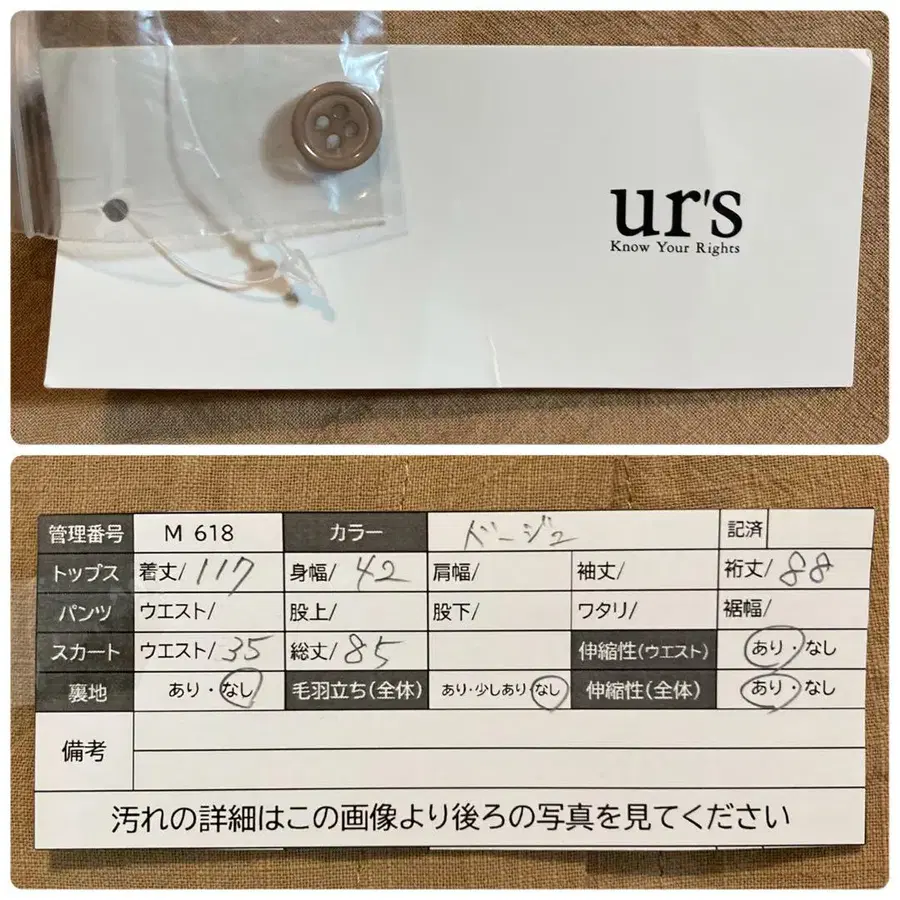 ur's
Know Your Rights
管理番号 M 618 カラー ベージュ 記済
トップス 着丈/117 身幅/42 肩幅/ 袖丈/ 裄丈/88
パンツ ウエスト/ 股上/ 股下/ ワタリ/ 裾幅/
スカート ウエスト/35 総丈/85 伸縮性(ウエスト) あり・なし
裏地 あり・なし 毛羽立ち(全体) あり・少しあり・なし 伸縮性(全体) あり・なし
備考
汚れの詳細はこの画像より後ろの写真を見てください